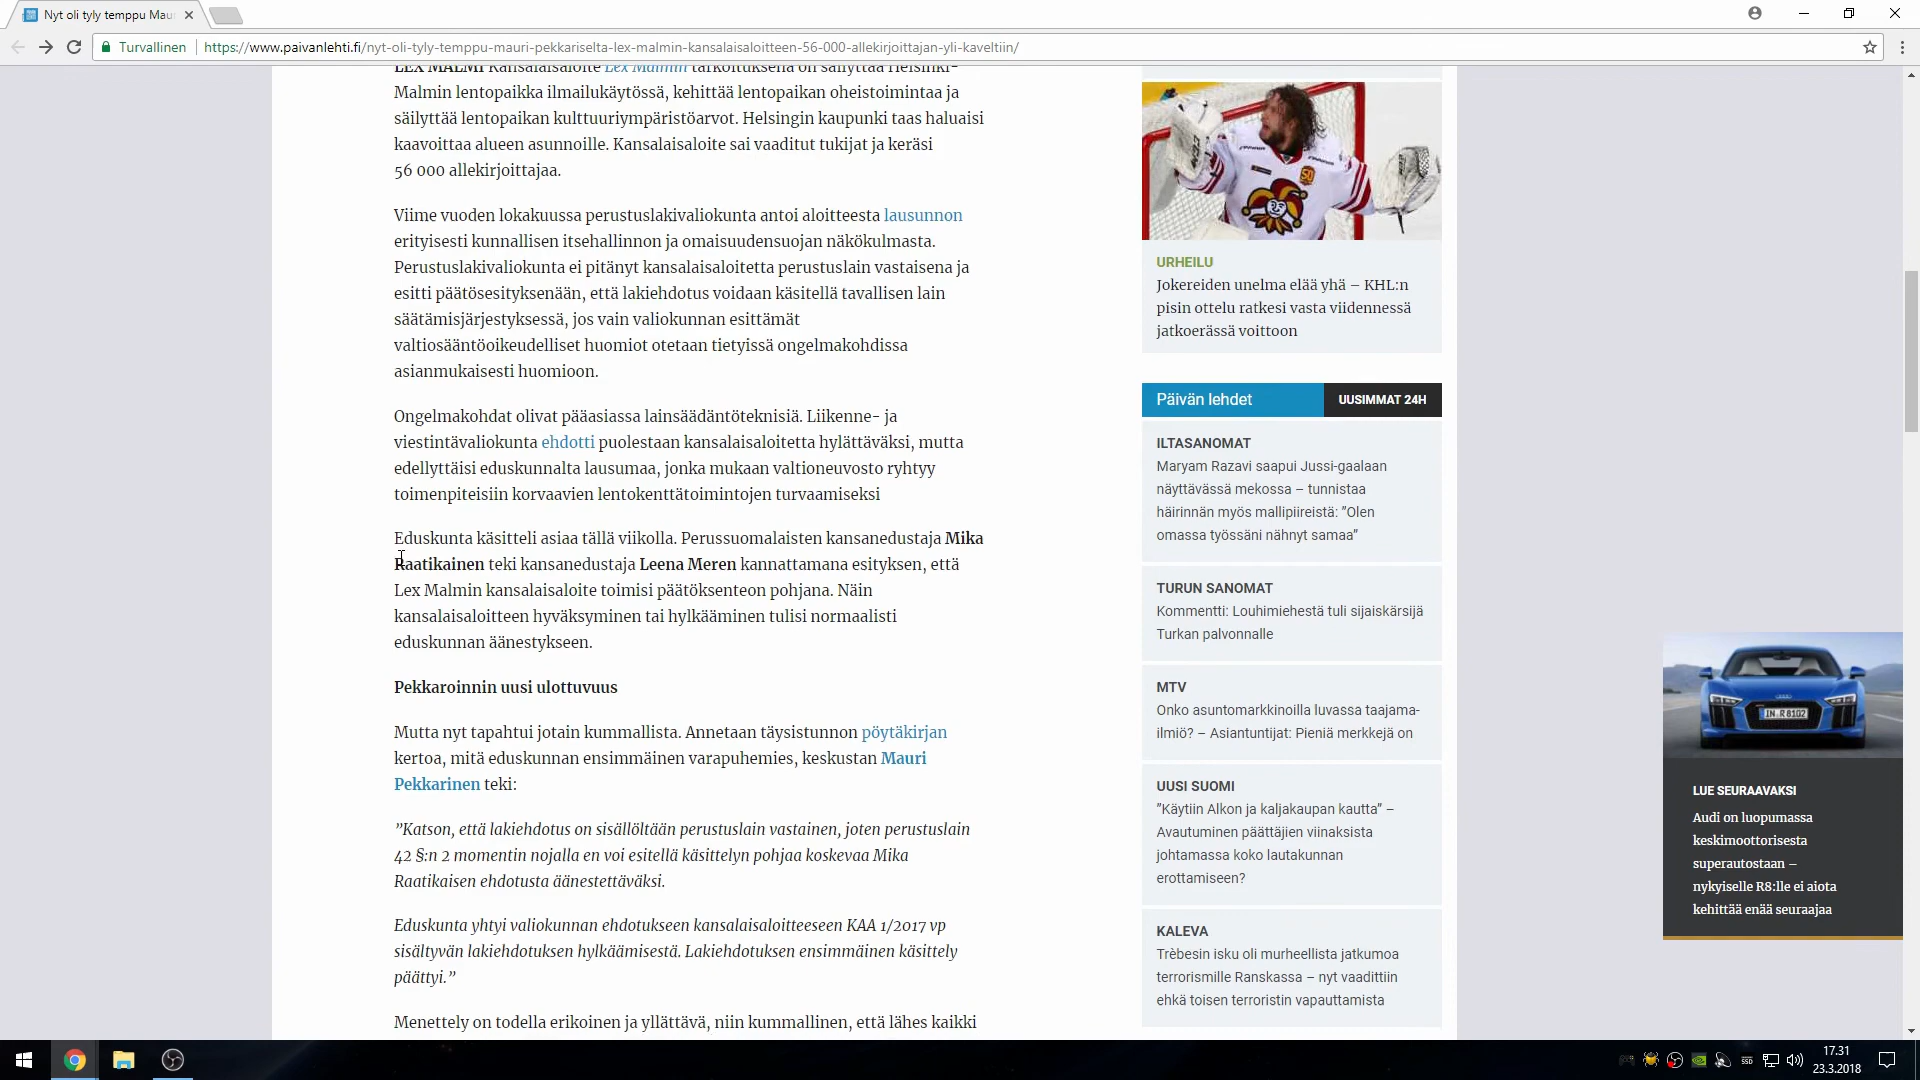 Nyt oli tyly temppu Mau
Turvallinen
https://www.paivanlehti.fi/nyt-oli-tyly-temppu-mauri-pekkariselta-lex-malmin-kansalaisaloitteen-56-000-allekirjoittajan-yli-kaveltiin/
LEX MALMI Kansalaisaloite Lex Malmin tarkoituksena on säilyttää Helsinki-
Malmin lentopaikka ilmailukäytössä, kehittää lentopaikan oheistoimintaa ja
säilyttää lentopaikan kulttuuriympäristöarvot. Helsingin kaupunki taas haluaisi
kaavoittaa alueen asunnoille. Kansalaisaloite sai vaaditut tukijat ja keräsi
56 000 allekirjoittajaa.
Viime vuoden lokakuussa perustuslakivaliokunta antoi aloitteesta lausunnon
erityisesti kunnallisen itsehallinnon ja omaisuudensuojan näkökulmasta.
Perustuslakivaliokunta ei pitänyt kansalaisaloitetta perustuslain vastaisena ja
esitti päätösesityksenään, että lakiehdotus voidaan käsitellä tavallisen lain
säätämisjärjestyksessä, jos vain valiokunnan esittämät
valtiosääntöoikeudelliset huomiot otetaan tietyissä ongelmakohdissa
asianmukaisesti huomioon.
Ongelmakohdat olivat pääasiassa lainsäädäntöteknisiä. Liikenne- ja
viestintävaliokunta ehdotti puolestaan kansalaisaloitetta hylättäväksi, mutta
edellyttäisi eduskunnalta lausumaa, jonka mukaan valtioneuvosto ryhtyy
toimenpiteisiin korvaavien lentokenttätoimintojen turvaamiseksi
Eduskunta käsitteli asiaa tällä viikolla. Perussuomalaisten kansanedustaja Mika
Raatikainen teki kansanedustaja Leena Meren kannattamana esityksen, että
Lex Malmin kansalaisaloite toimisi päätöksenteon pohjana. Näin
kansalaisaloitteen hyväksyminen tai hylkääminen tulisi normaalisti
eduskunnan äänestykseen.
Pekkaroinnin uusi ulottuvuus
Mutta nyt tapahtui jotain kummallista. Annetaan täysistunnon pöytäkirjan
kertoa, mitä eduskunnan ensimmäinen varapuhemies, keskustan Mauri
Pekkarinen teki:
”Katson, että lakiehdotus on sisällöltään perustuslain vastainen, joten perustuslain
42 §:n 2 momentin nojalla en voi esitellä käsittelyn pohjaa koskevaa Mika
Raatikaisen ehdotusta äänestettäväksi.
Eduskunta yhtyi valiokunnan ehdotukseen kansalaisaloitteeseen KAA 1/2017 vp
sisältyvän lakiehdotuksen hylkäämisestä. Lakiehdotuksen ensimmäinen käsittely
päättyi.”
Menettely on todella erikoinen ja yllättävä, niin kummallinen, että lähes kaikki
50
URHEILU
Jokereiden unelma elää yhä – KHL:n
pisin ottelu ratkesi vasta viidennessä
jatkoerässä voittoon
Päivän lehdet
UUSIMMAT 24H
ILTASANOMAT
Maryam Razavi saapui Jussi-gaalaan
näyttävässä mekossa – tunnistaa
häirinnän myös mallipiireistä: ”Olen
omassa työssäni nähnyt samaa”
TURUN SANOMAT
Kommentti: Louhimiehestä tuli sijaiskärsijä
Turkan palvonnalle
MTV
Onko asuntomarkkinoilla luvassa taajama-
ilmiö? – Asiantuntijat: Pieniä merkkejä on
UUSI SUOMI
”Käytiin Alkon ja kaljakaupan kautta” –
Avautuminen päättäjien viinaksista
johtamassa koko lautakunnan
erottamiseen?
KALEVA
Trèbesin isku oli murheellista jatkumoa
terrorismille Ranskassa – nyt vaadittiin
ehkä toisen terroristin vapauttamista
IN R 8102
LUE SEURAAVAKSI
Audi on luopumassa
keskimoottorisesta
superautostaan –
nykyiselle R8:lle ei aiota
kehittää enää seuraajaa
SSD
17.31
23.3.2018